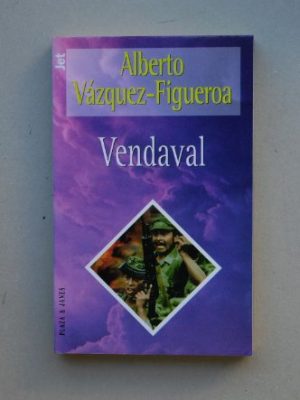 Jet
Alberto
Vázquez-Figueroa
Vendaval
PLAZA & JANÉS